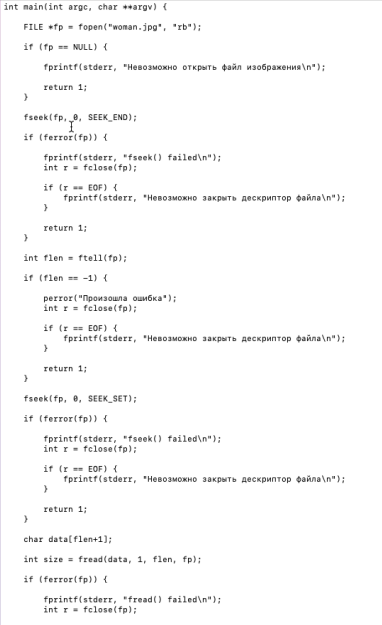 int main(int argc, char **argv) {
FILE *fp = fopen("woman.jpg", "rb");
if (fp == NULL) {
fprintf(stderr, "Невозможно открыть файл изображения\n");
return 1;
}
fseek(fp, 0, SEEK_END);
if (ferror(fp)) {
fprintf(stderr, "fseek() failed\n");
int r = fclose(fp);
if (r == EOF) {
fprintf(stderr, "Невозможно закрыть дескриптор файла\n");
}
return 1;
}
int flen = ftell(fp);
if (flen == -1) {
perror("Произошла ошибка");
int r = fclose(fp);
if (r == EOF) {
fprintf(stderr, "Невозможно закрыть дескриптор файла\n");
}
return 1;
}
fseek(fp, 0, SEEK_SET);
if (ferror(fp)) {
fprintf(stderr, "fseek() failed\n");
int r = fclose(fp);
if (r == EOF) {
fprintf(stderr, "Невозможно закрыть дескриптор файла\n");
}
return 1;
}
char data[flen+1];
int size = fread(data, 1, flen, fp);
if (ferror(fp)) {
fprintf(stderr, "fread() failed\n");
int r = fclose(fp);